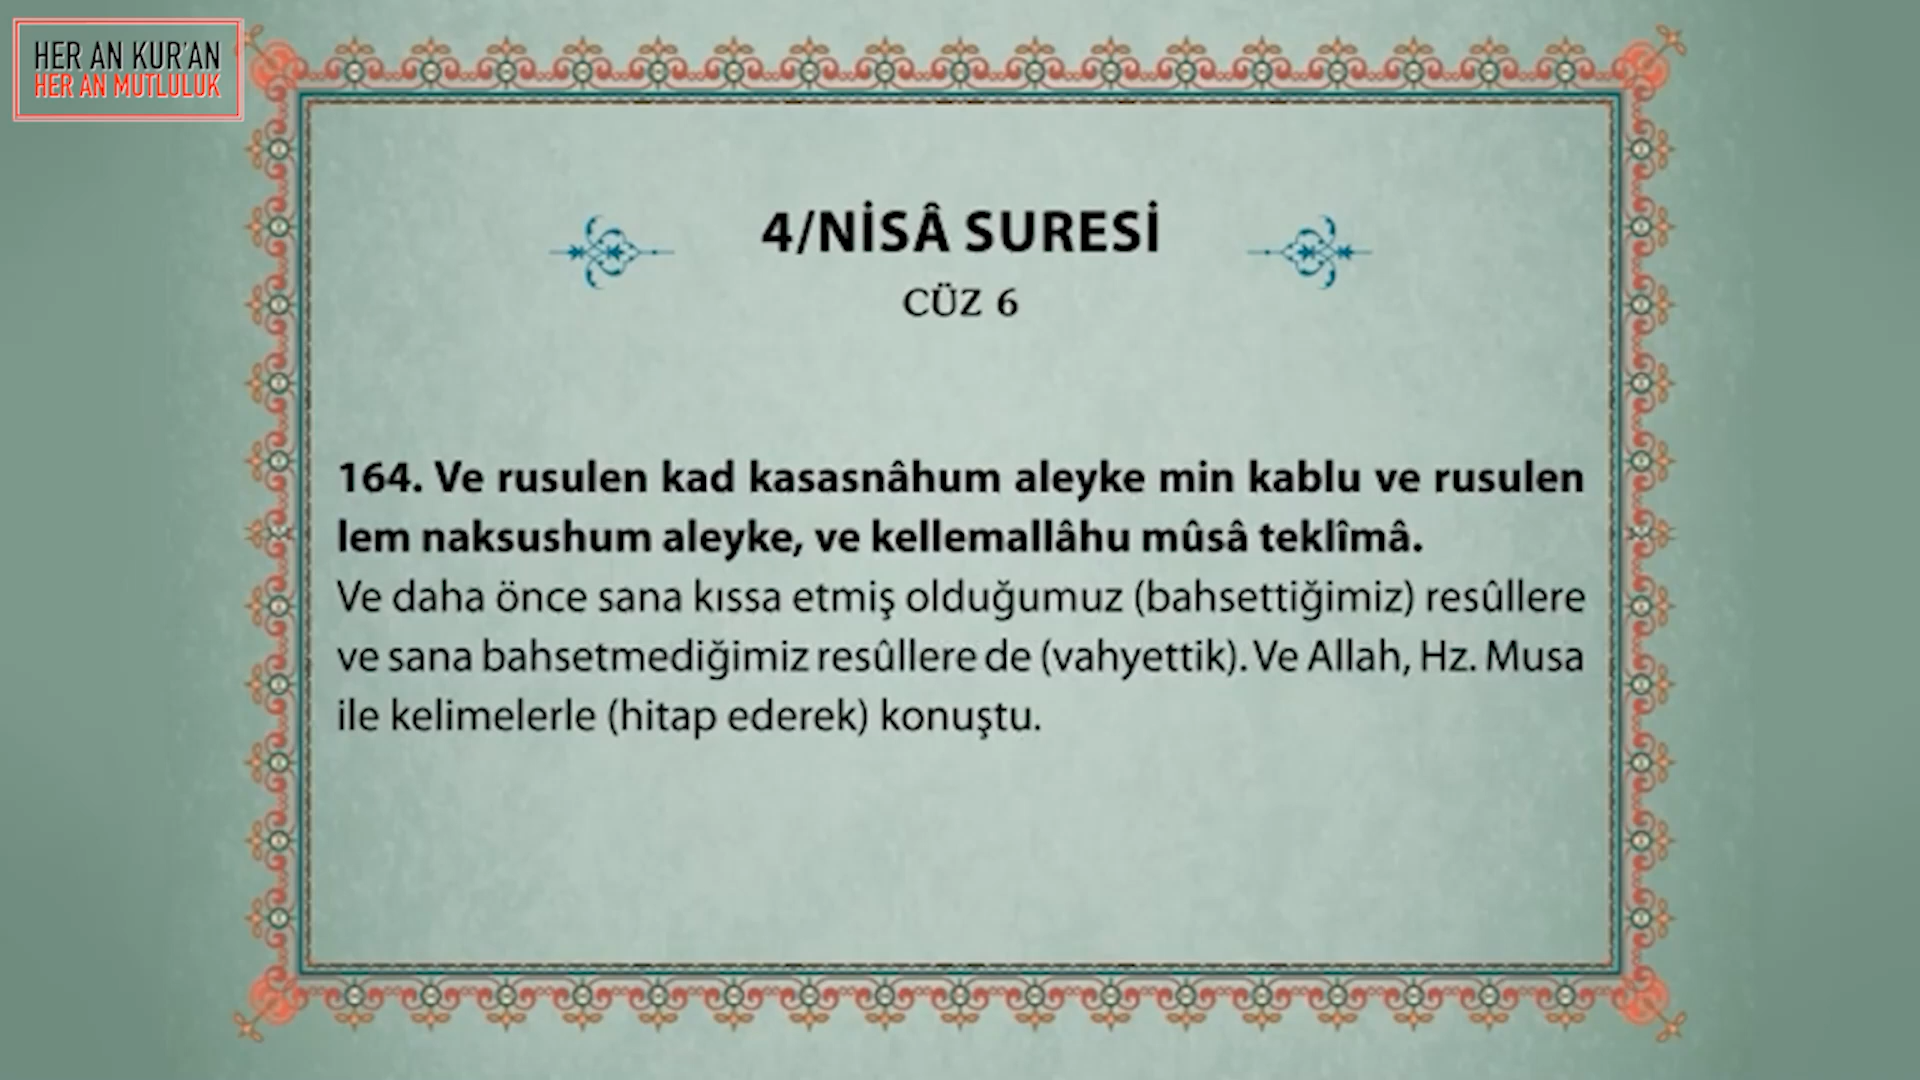 HER AN KUR'AN
HER AN MUTLULUK
4/NİSÂ SURESİ
CÜZ 6
164. Ve rusulen kad kasasnâhum aleyke min kablu ve rusulen
lem naksushum aleyke, ve kellemallâhu mûsâ teklîmâ.
Ve daha önce sana kıssa etmiş olduğumuz (bahsettiğimiz) resûllere
ve sana bahsetmediğimiz resûllere de (vahyettik). Ve Allah, Hz. Musa
ile kelimelerle (hitap ederek) konuştu.